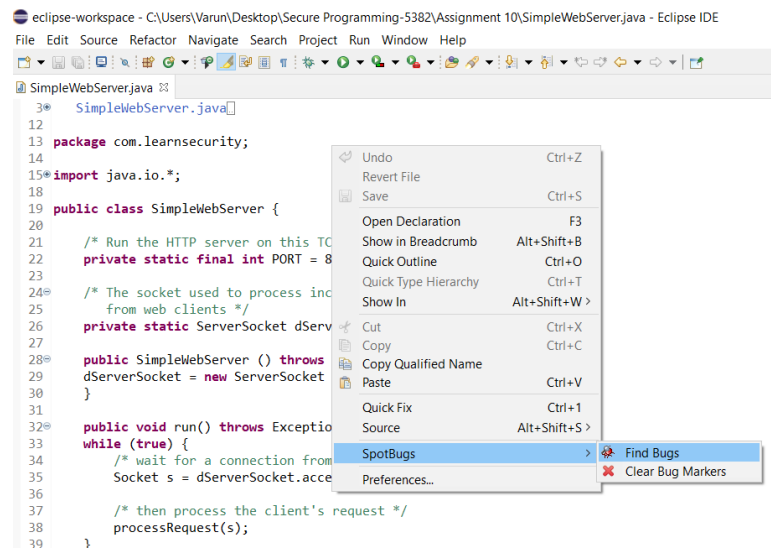 eclipse-workspace - C:\Users\Varun\Desktop\Secure Programming-5382\Assignment 10\SimpleWebServer.java - Eclipse IDE
File Edit Source Refactor Navigate Search Project Run Window Help
SimpleWebServer.java
3 SimpleWebServer.java
12
13 package com.learnsecurity;
14
15 import java.io.*;
18
19 public class SimpleWebServer {
20
21 /* Run the HTTP server on this TC
22 private static final int PORT = 8
23
24 /* The socket used to process inc
25 from web clients */
26 private static ServerSocket dServ
27
28 public SimpleWebServer () throws
29 dServerSocket = new ServerSocket
30 }
31
32 public void run() throws Exceptio
33 while (true) {
34 /* wait for a connection from
35 Socket s = dServerSocket.acce
36
37 /* then process the client's request */
38 processRequest(s);
39 }
Undo Ctrl+Z
Revert File
Save Ctrl+S
Open Declaration F3
Show in Breadcrumb Alt+Shift+B
Quick Outline Ctrl+O
Quick Type Hierarchy Ctrl+T
Show In Alt+Shift+W >
Cut Ctrl+X
Copy Ctrl+C
Copy Qualified Name
Paste Ctrl+V
Quick Fix Ctrl+1
Source Alt+Shift+S >
SpotBugs >
Preferences...
Find Bugs
Clear Bug Markers